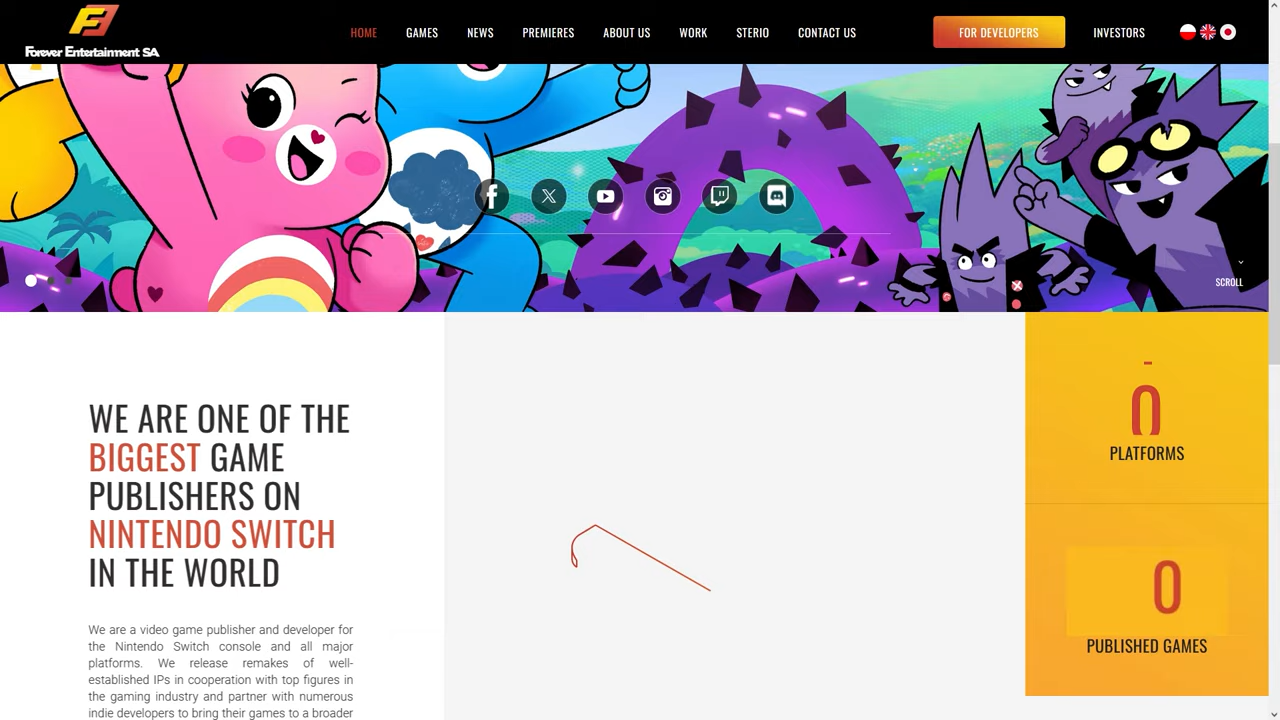 HOME GAMES NEWS PREMIERES ABOUT US WORK STERIO CONTACT US FOR DEVELOPERS INVESTORS
Forever Entertainment SA
SCROLL
WE ARE ONE OF THE
BIGGEST GAME
PUBLISHERS ON
NINTENDO SWITCH
IN THE WORLD
We are a video game publisher and developer for
the Nintendo Switch console and all major
platforms. We release remakes of well-
established IPs in cooperation with top figures in
the gaming industry and partner with numerous
indie developers to bring their games to a broader
0
PLATFORMS
0
PUBLISHED GAMES